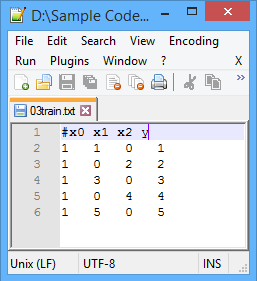 D:\Sample Code...
File Edit Search View Encoding
Run Plugins Window ? X
03train.txt
1 #x0 x1 x2 y
2 1 1 0 1
3 1 0 2 2
4 1 3 0 3
5 1 0 4 4
6 1 5 0 5
Unix (LF) UTF-8 INS